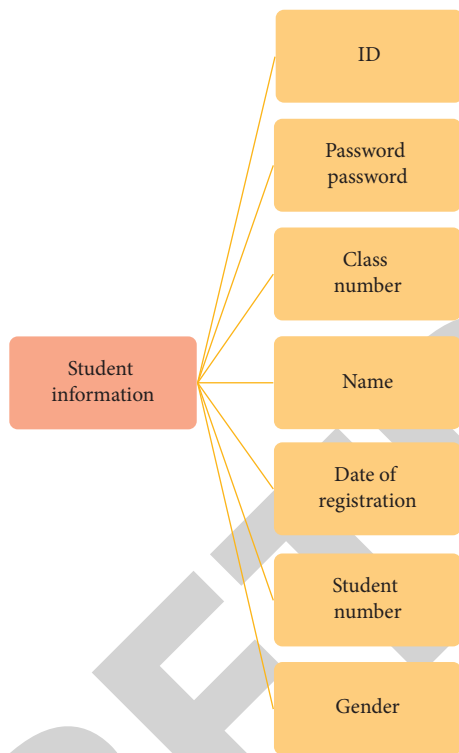 ID
Password
password
Class
number
Student
information
Name
Date of
registration
Student
number
Gender